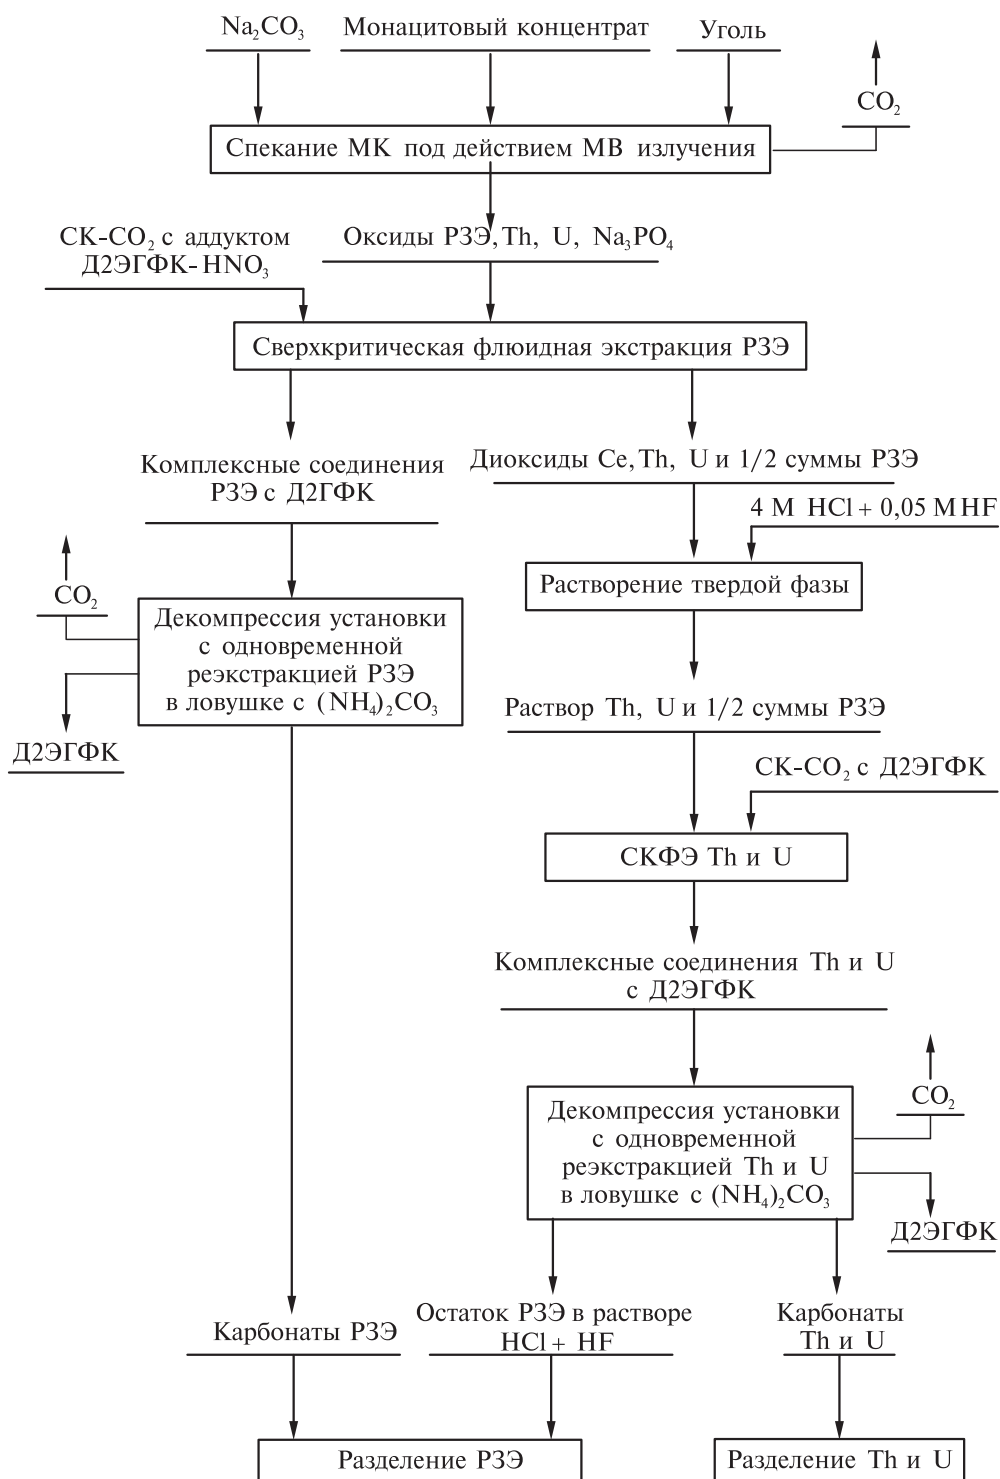 Na₂CO₃
Монацитовый концентрат
Уголь
CO₂
Спекание МК под действием МВ излучения
СК-CO₂ с аддуктом
Д2ЭГФК-HNO₃
Оксиды РЗЭ, Th, U, Na₃PO₄
Сверхкритическая флюидная экстракция РЗЭ
Комплексные соединения
РЗЭ с Д2ГФК
Диоксиды Ce, Th, U и 1/2 суммы РЗЭ
4 М HCl + 0,05 М HF
CO₂
Растворение твердой фазы
Декомпрессия установки
с одновременной
реэкстракцией РЗЭ
в ловушке с (NH₄)₂CO₃
Д2ЭГФК
Раствор Th, U и 1/2 суммы РЗЭ
СК-CO₂ с Д2ЭГФК
СКФЭ Th и U
Комплексные соединения Th и U
с Д2ЭГФК
CO₂
Декомпрессия установки
с одновременной
реэкстракцией Th и U
в ловушке с (NH₄)₂CO₃
Д2ЭГФК
Карбонаты РЗЭ
Остаток РЗЭ в растворе
HCl + HF
Карбонаты
Th и U
Разделение РЗЭ
Разделение Th и U